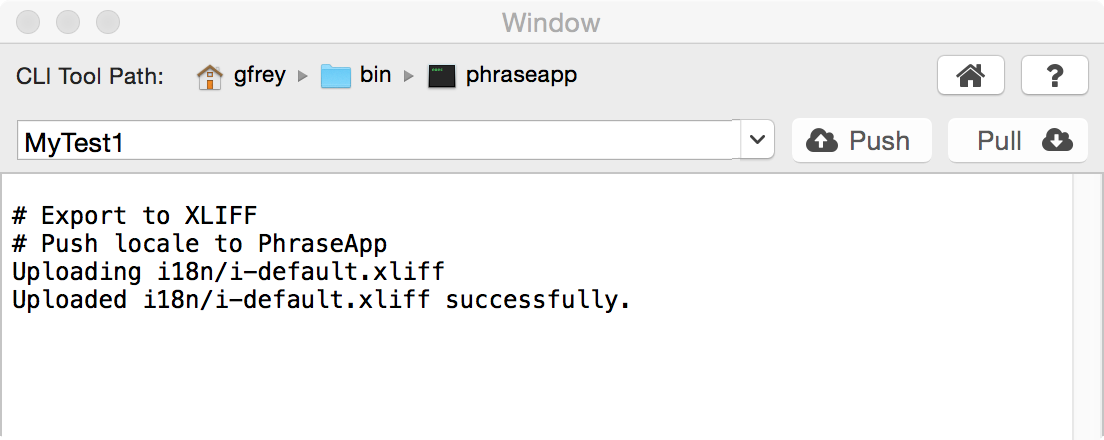 Window
CLI Tool Path: gfrey bin phraseapp
?
MyTest1 Push Pull
# Export to XLIFF
# Push locale to PhraseApp
Uploading i18n/i-default.xliff
Uploaded i18n/i-default.xliff successfully.